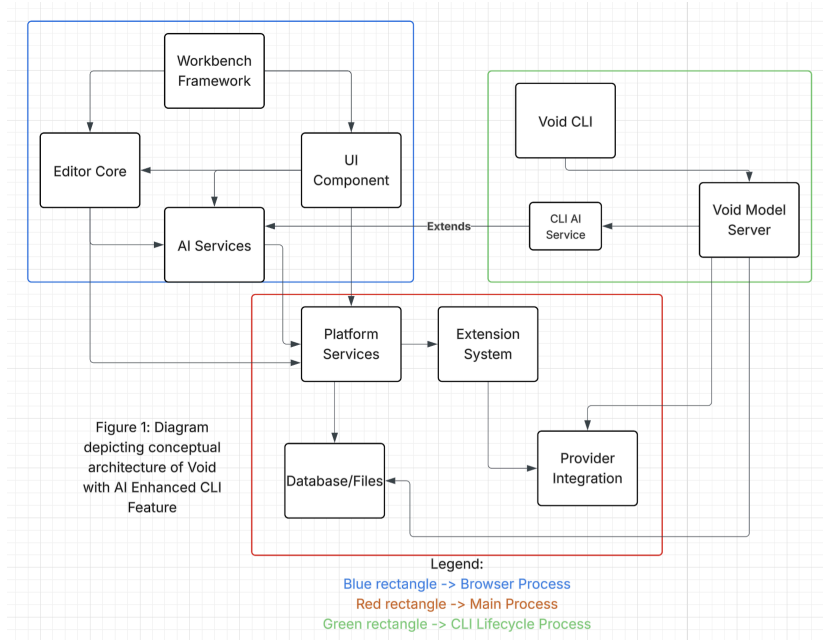 Workbench
Framework
Void CLI
Editor Core
UI
Component
CLI AI
Service
Void Model
Server
AI Services
Extends
Platform
Services
Extension
System
Figure 1: Diagram
depicting conceptual
architecture of Void
with AI Enhanced CLI
Feature
Database/Files
Provider
Integration
Legend:
Blue rectangle -> Browser Process
Red rectangle -> Main Process
Green rectangle -> CLI Lifecycle Process